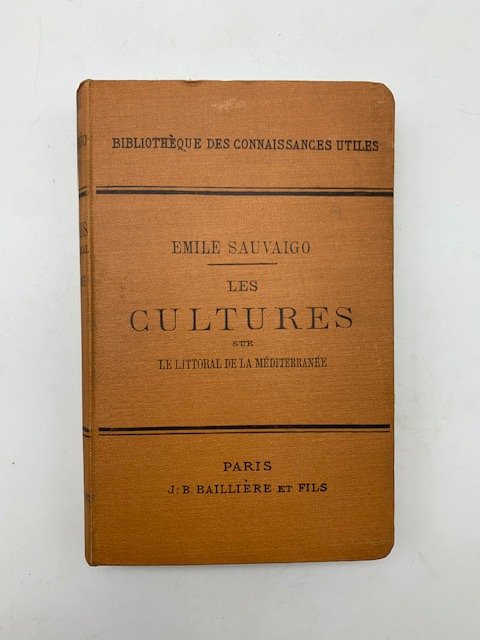 BIBLIOTHÈQUE DES CONNAISSANCES UTILES
EMILE SAUVAIGO
LES
CULTURES
SUR
LE LITTORAL DE LA MÉDITERRANÉE
PARIS
J.-B. BAILLIÈRE ET FILS